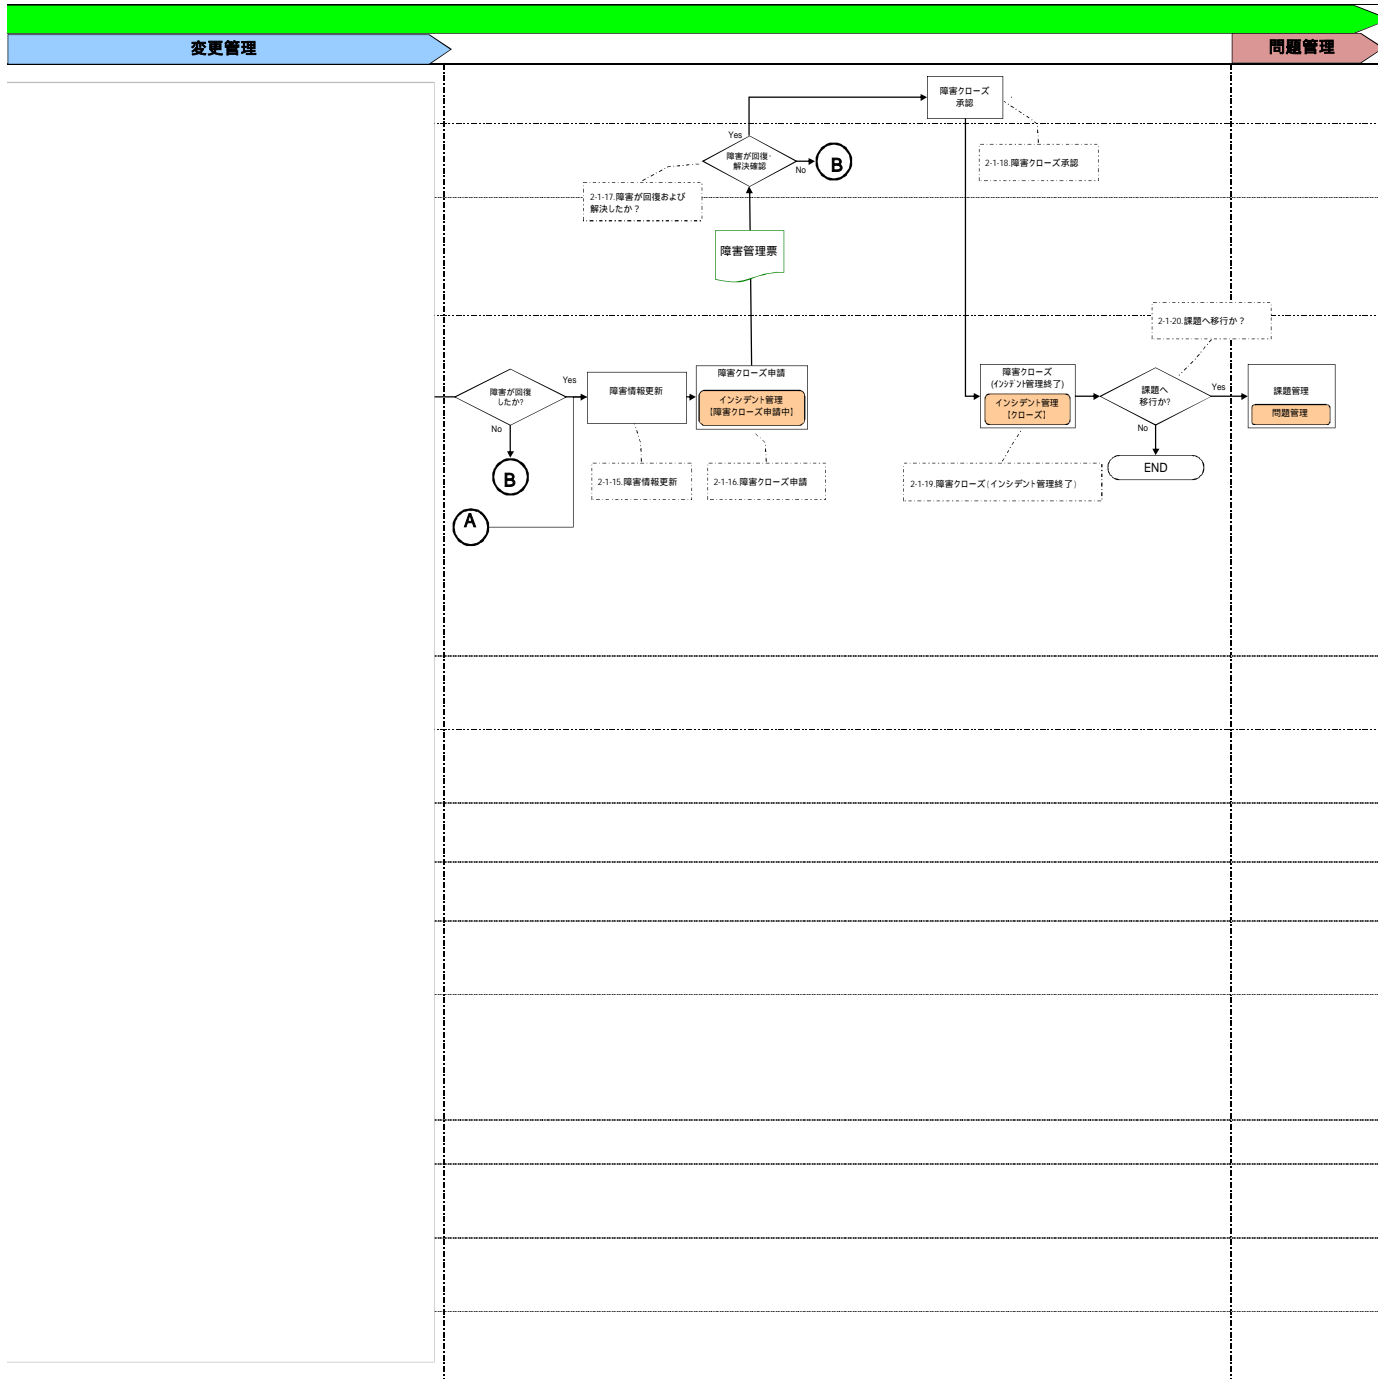 変更管理
問題管理
障害クローズ
承認
Yes
障害が回復・
解決確認
No
B
2-1-18.障害クローズ承認
2-1-17.障害が回復および
解決したか？
障害管理票
2-1-20.課題へ移行か？
障害が回復
したか?
Yes
No
B
A
障害情報更新
2-1-15.障害情報更新
障害クローズ申請
インシデント管理
【障害クローズ申請中】
2-1-16.障害クローズ申請
障害クローズ
(インシデント管理終了)
インシデント管理
【クローズ】
2-1-19.障害クローズ(インシデント管理終了)
課題へ
移行か?
Yes
No
END
課題管理
問題管理